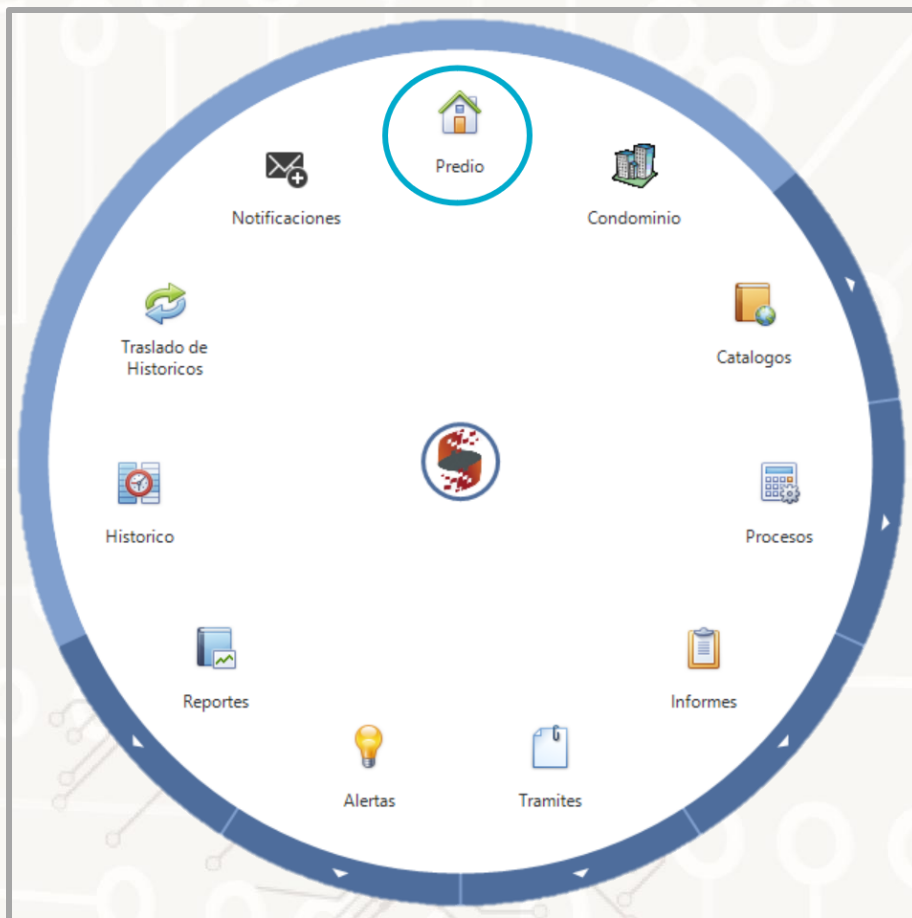 Predio
Condominio
Notificaciones
Traslado de
Historicos
Catalogos
Historico
Procesos
Reportes
Informes
Alertas
Tramites